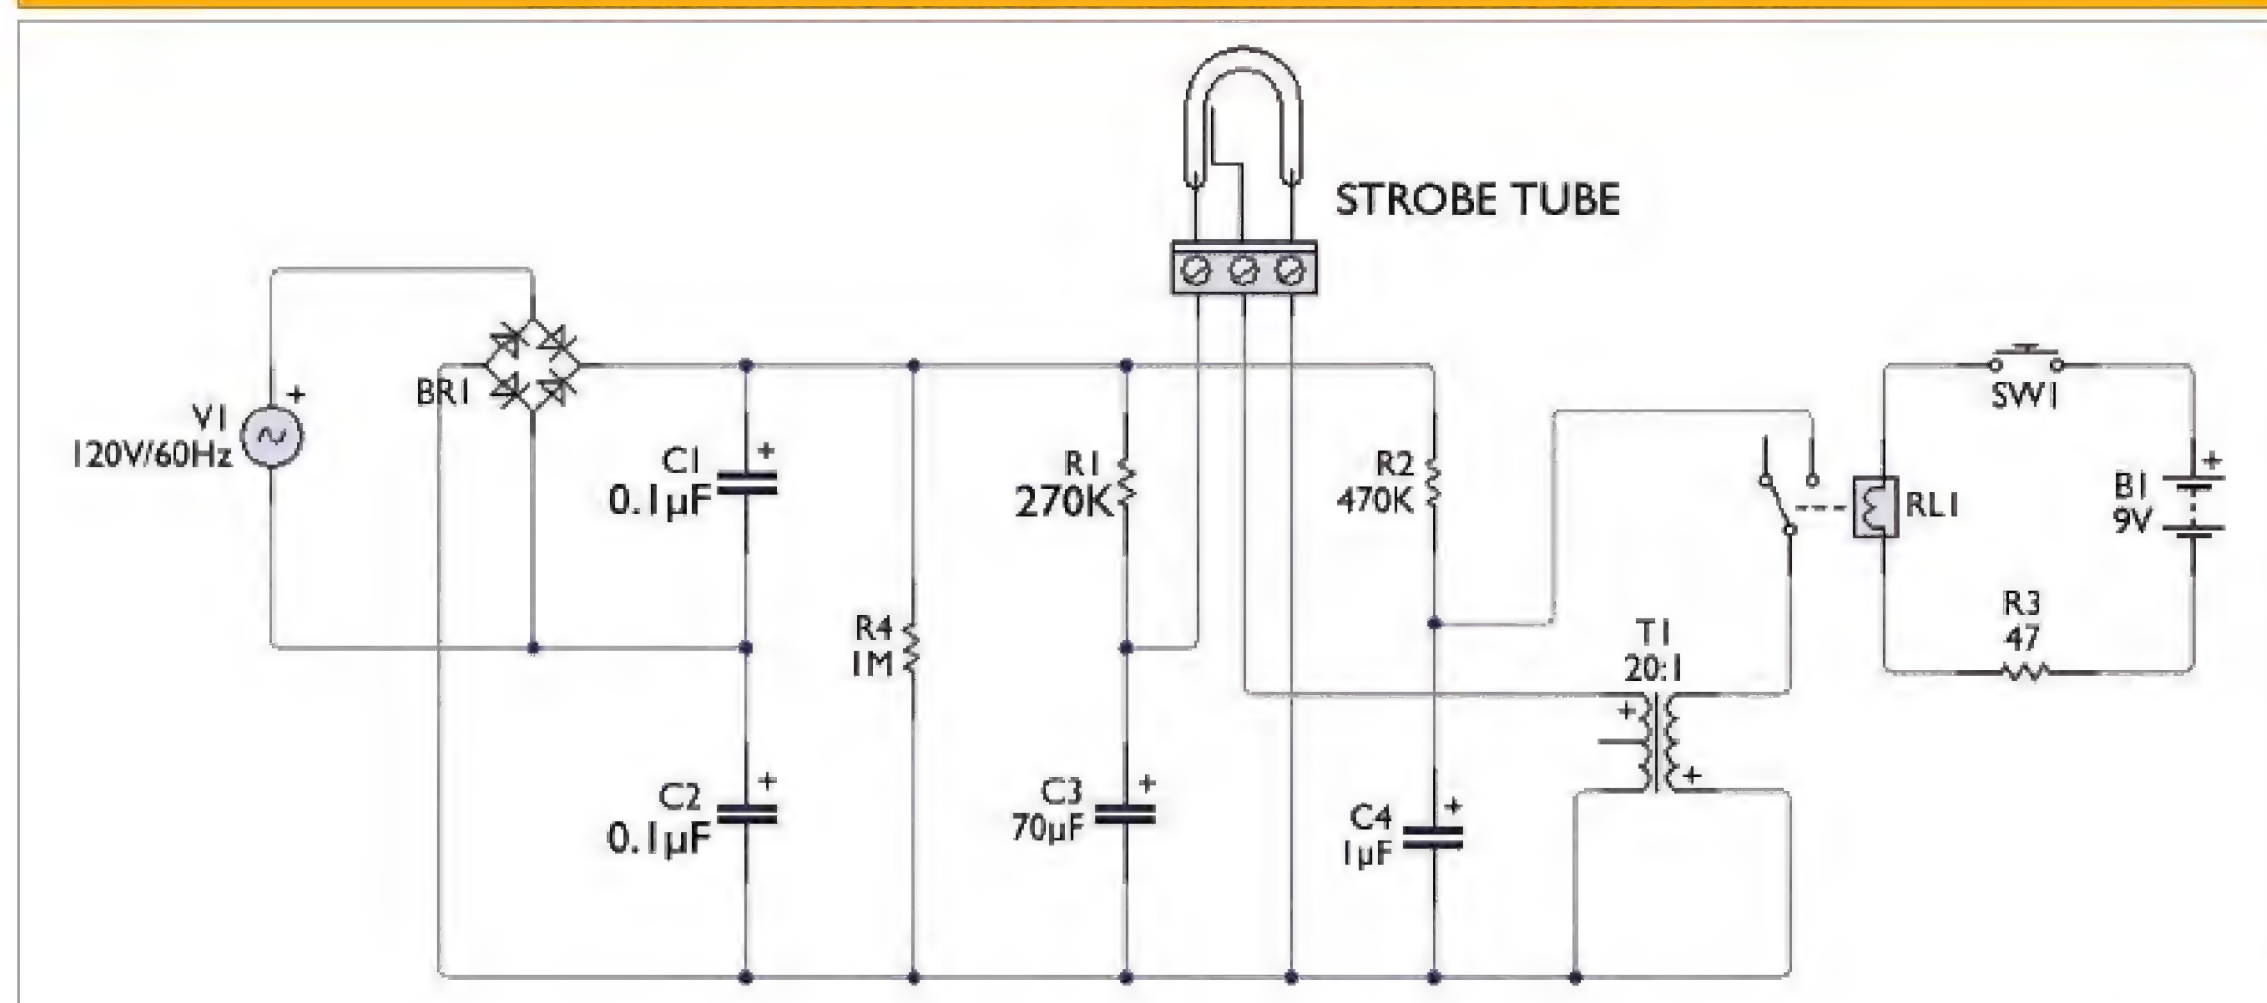 STROBE TUBE
V1
120V/60Hz
+
BR1
C1
0.1μF
+
R4
1M
C2
0.1μF
+
R1
270K
C3
70μF
+
R2
470K
C4
1μF
+
T1
20:1
+
+
RL1
SW1
B1
9V
+
R3
47